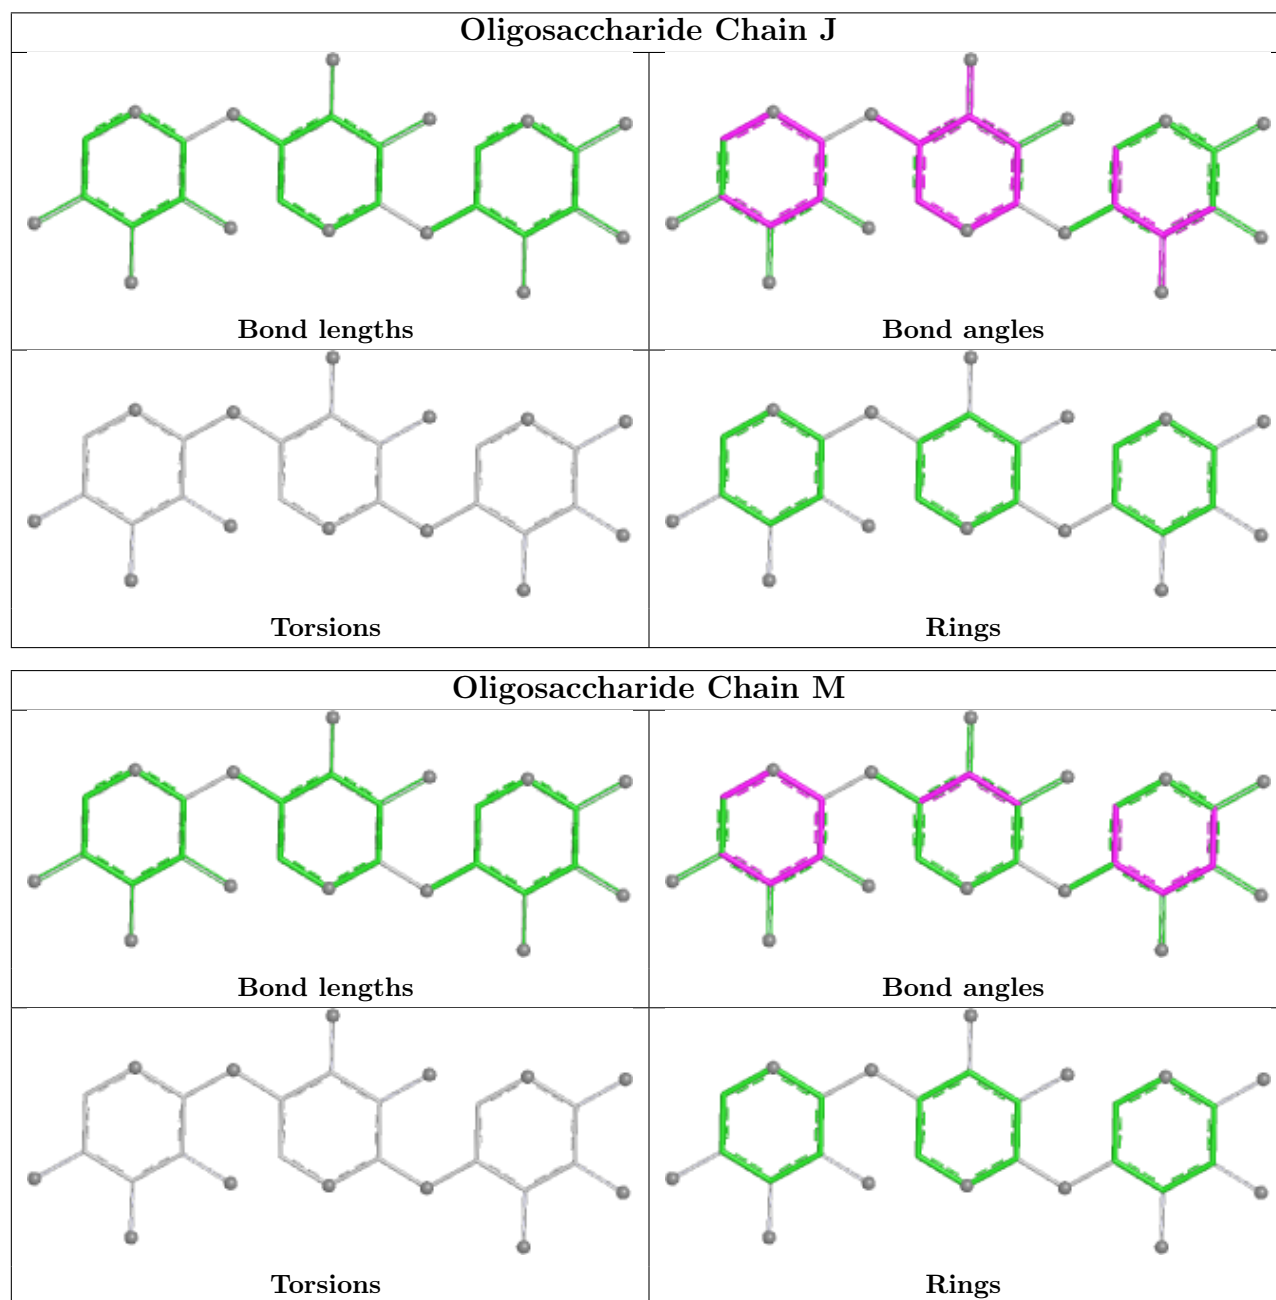 Oligosaccharide Chain J
Bond lengths
Bond angles
Torsions
Rings
Oligosaccharide Chain M
Bond lengths
Bond angles
Torsions
Rings